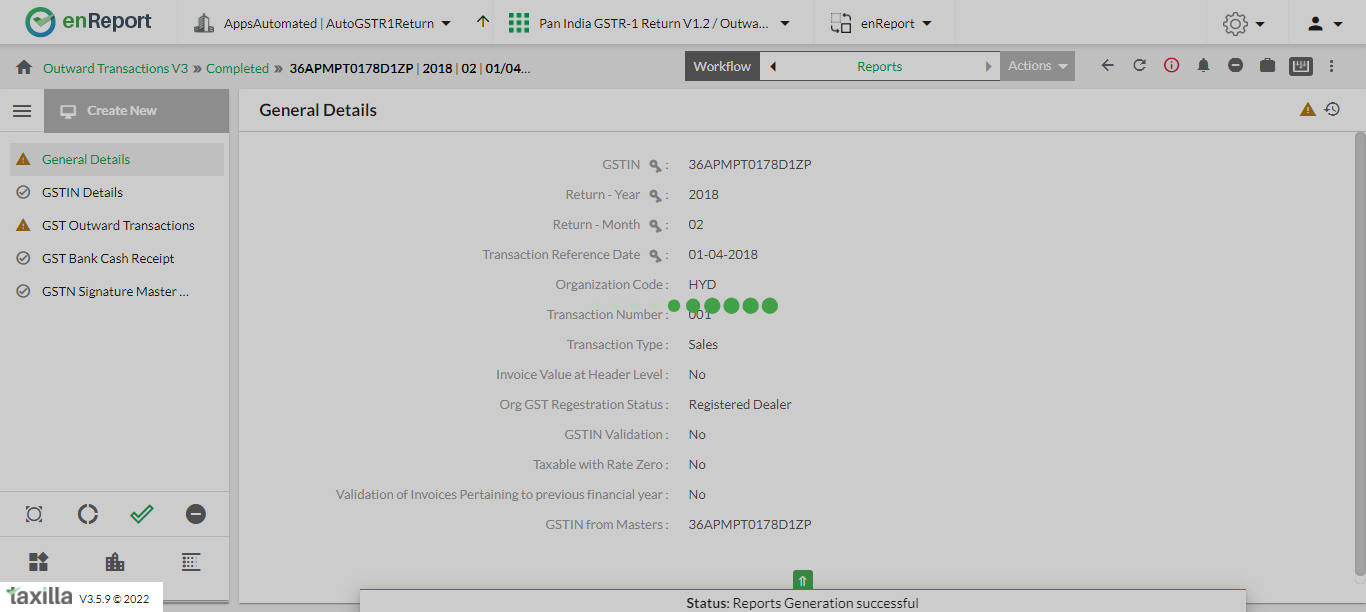 enReport
AppsAutomated | AutoGSTR1Return
Pan India GSTR-1 Return V1.2 / Outwa...
enReport
Outward Transactions V3 » Completed » 36APMPT0178D1ZP | 2018 | 02 | 01/04...
Workflow
Reports
Actions
Create New
General Details
GSTIN Details
GST Outward Transactions
GST Bank Cash Receipt
GSTN Signature Master ...
General Details
GSTIN : 36APMPT0178D1ZP
Return - Year : 2018
Return - Month : 02
Transaction Reference Date : 01-04-2018
Organization Code : HYD
Transaction Number : 001
Transaction Type : Sales
Invoice Value at Header Level : No
Org GST Regestration Status : Registered Dealer
GSTIN Validation : No
Taxable with Rate Zero : No
Validation of Invoices Pertaining to previous financial year : No
GSTIN from Masters : 36APMPT0178D1ZP
taxilla V3.5.9 © 2022
Status: Reports Generation successful